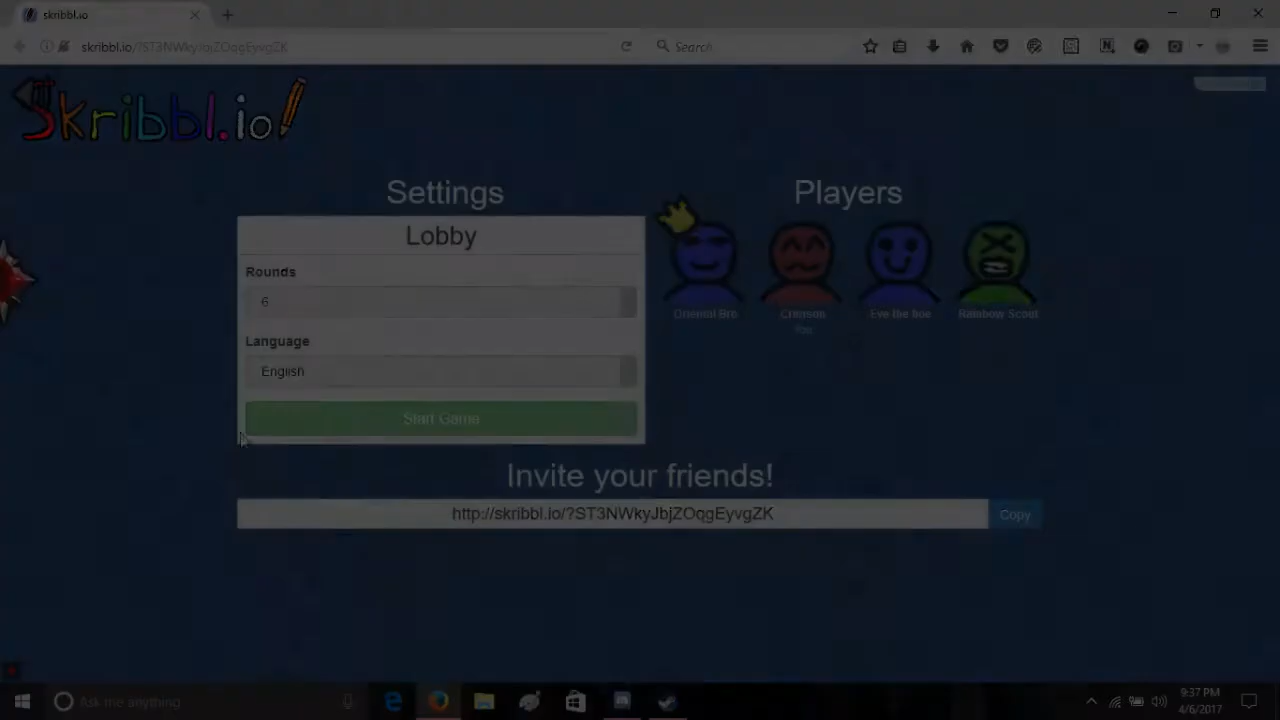 skribbl.io
skribbl.io/?ST3NWkyJbjZOqgEyvgZK
Search
Skribbl.io
Settings
Players
Lobby
Rounds
6
Language
English
Start Game
Oriental Bro
Crimson
You
Eve the hoe
Rainbow Scout
Invite your friends!
http://skribbl.io/?ST3NWkyJbjZOqgEyvgZK
Copy
Ask me anything
9:37 PM
4/6/2017